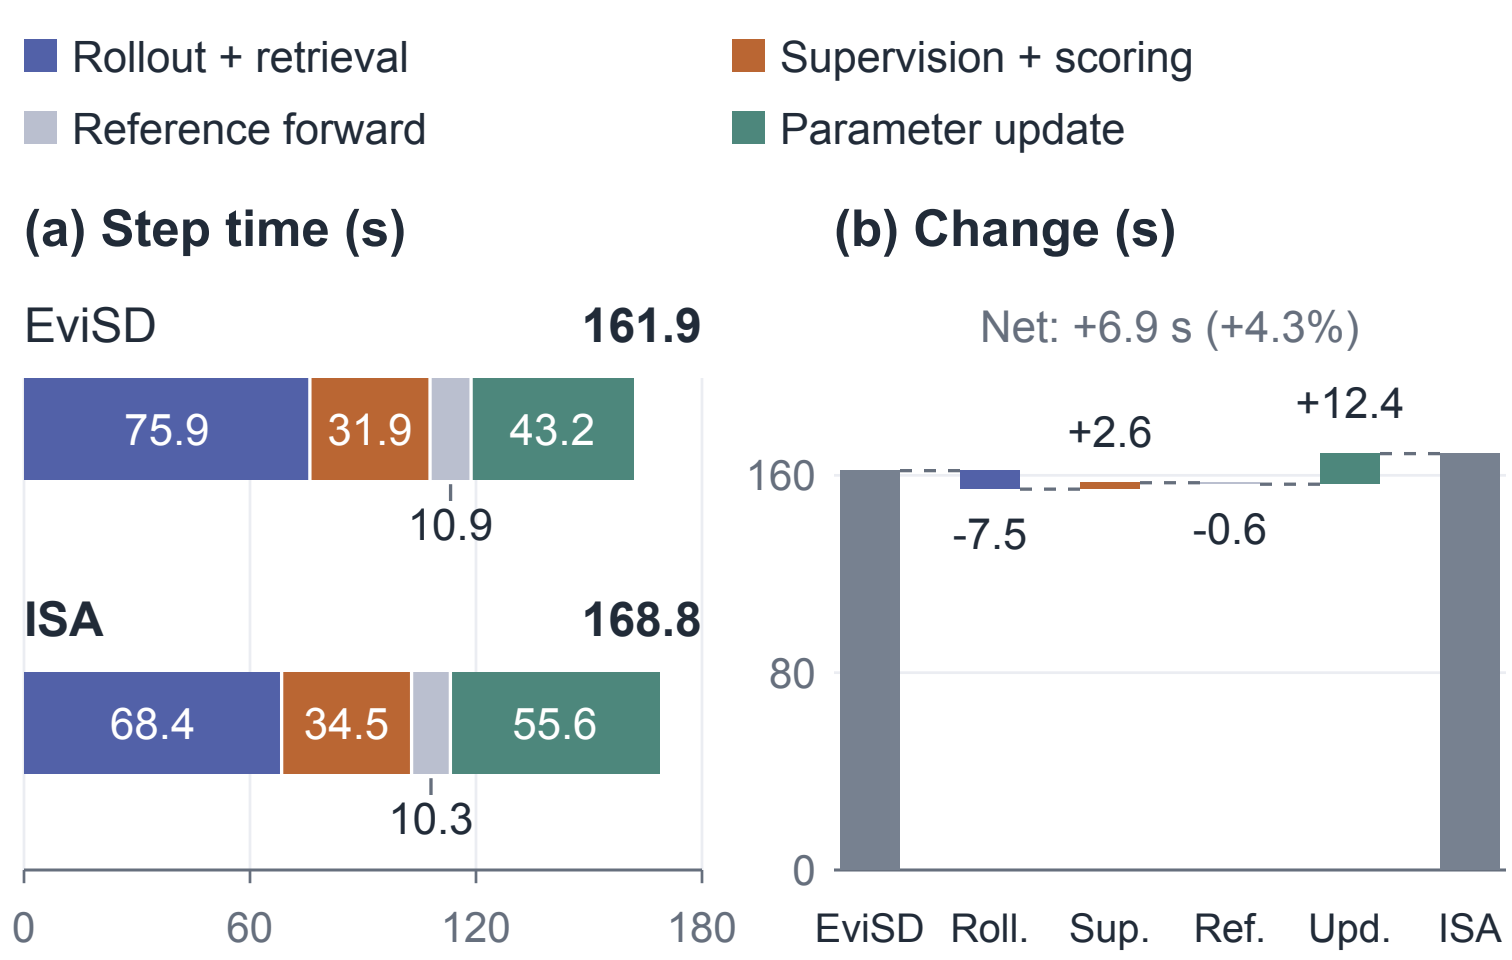 Rollout + retrieval
Supervision + scoring
Reference forward
Parameter update
(a) Step time (s)
(b) Change (s)
EviSD
161.9
75.9
31.9
43.2
10.9
ISA
168.8
68.4
34.5
55.6
10.3
0
60
120
180
Net: +6.9 s (+4.3%)
+12.4
+2.6
160
-7.5
-0.6
80
0
EviSD
Roll.
Sup.
Ref.
Upd.
ISA